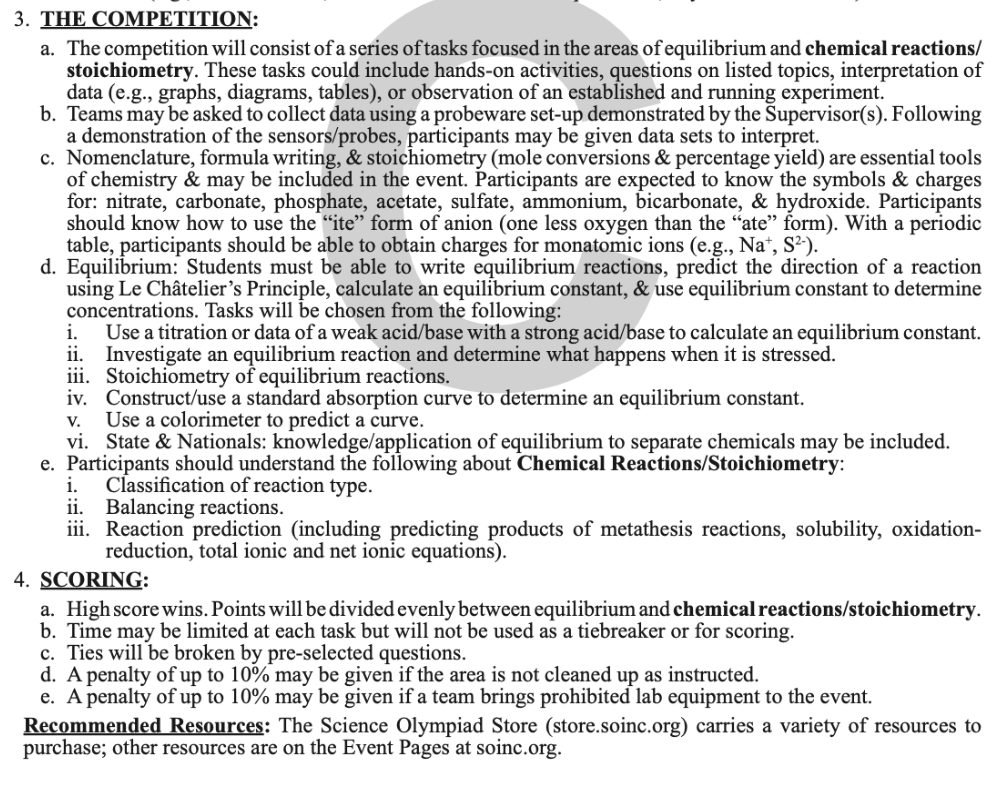 3. THE COMPETITION:
a. The competition will consist of a series of tasks focused in the areas of equilibrium and chemical reactions/
stoichiometry. These tasks could include hands-on activities, questions on listed topics, interpretation of
data (e.g., graphs, diagrams, tables), or observation of an established and running experiment.
b. Teams may be asked to collect data using a probeware set-up demonstrated by the Supervisor(s). Following
a demonstration of the sensors/probes, participants may be given data sets to interpret.
c. Nomenclature, formula writing, & stoichiometry (mole conversions & percentage yield) are essential tools
of chemistry & may be included in the event. Participants are expected to know the symbols & charges
for: nitrate, carbonate, phosphate, acetate, sulfate, ammonium, bicarbonate, & hydroxide. Participants
should know how to use the “ite” form of anion (one less oxygen than the “ate” form). With a periodic
table, participants should be able to obtain charges for monatomic ions (e.g., Na⁺, S²⁻).
d. Equilibrium: Students must be able to write equilibrium reactions, predict the direction of a reaction
using Le Châtelier’s Principle, calculate an equilibrium constant, & use equilibrium constant to determine
concentrations. Tasks will be chosen from the following:
i. Use a titration or data of a weak acid/base with a strong acid/base to calculate an equilibrium constant.
ii. Investigate an equilibrium reaction and determine what happens when it is stressed.
iii. Stoichiometry of equilibrium reactions.
iv. Construct/use a standard absorption curve to determine an equilibrium constant.
v. Use a colorimeter to predict a curve.
vi. State & Nationals: knowledge/application of equilibrium to separate chemicals may be included.
e. Participants should understand the following about Chemical Reactions/Stoichiometry:
i. Classification of reaction type.
ii. Balancing reactions.
iii. Reaction prediction (including predicting products of metathesis reactions, solubility, oxidation-
reduction, total ionic and net ionic equations).
4. SCORING:
a. High score wins. Points will be divided evenly between equilibrium and chemical reactions/stoichiometry.
b. Time may be limited at each task but will not be used as a tiebreaker or for scoring.
c. Ties will be broken by pre-selected questions.
d. A penalty of up to 10% may be given if the area is not cleaned up as instructed.
e. A penalty of up to 10% may be given if a team brings prohibited lab equipment to the event.
Recommended Resources: The Science Olympiad Store (store.soinc.org) carries a variety of resources to
purchase; other resources are on the Event Pages at soinc.org.
C